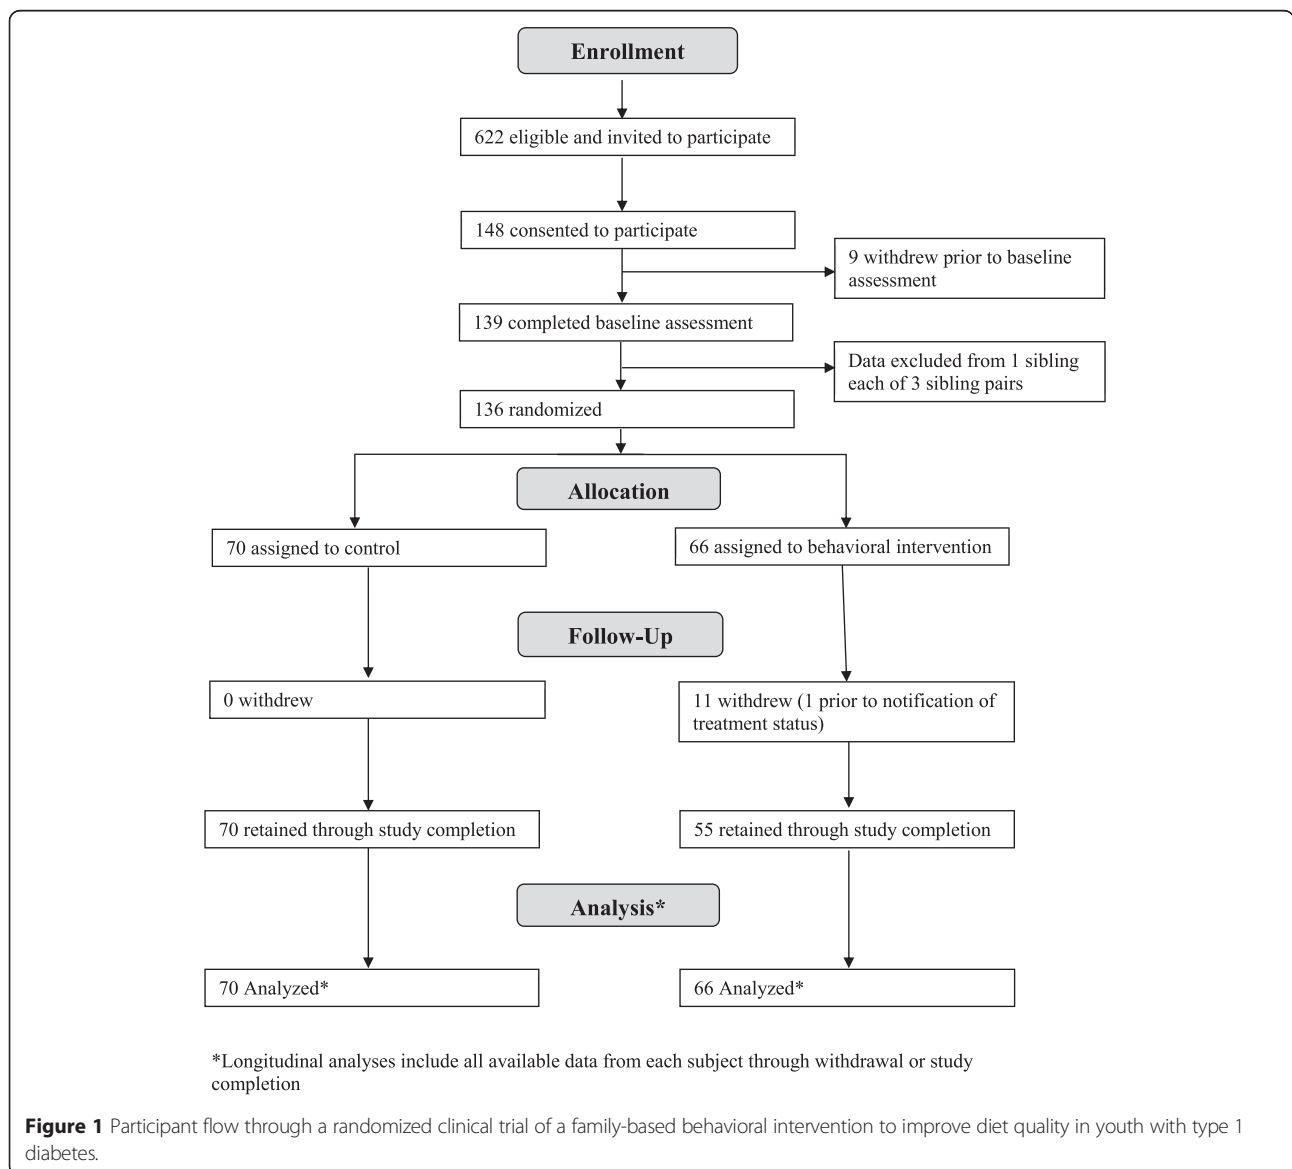 Enrollment
622 eligible and invited to participate
148 consented to participate
9 withdrew prior to baseline
assessment
139 completed baseline assessment
Data excluded from 1 sibling
each of 3 sibling pairs
136 randomized
Allocation
70 assigned to control
66 assigned to behavioral intervention
Follow-Up
0 withdrew
11 withdrew (1 prior to notification of
treatment status)
70 retained through study completion
55 retained through study completion
Analysis*
70 Analyzed*
66 Analyzed*
*Longitudinal analyses include all available data from each subject through withdrawal or study
completion
Figure 1 Participant flow through a randomized clinical trial of a family-based behavioral intervention to improve diet quality in youth with type 1
diabetes.